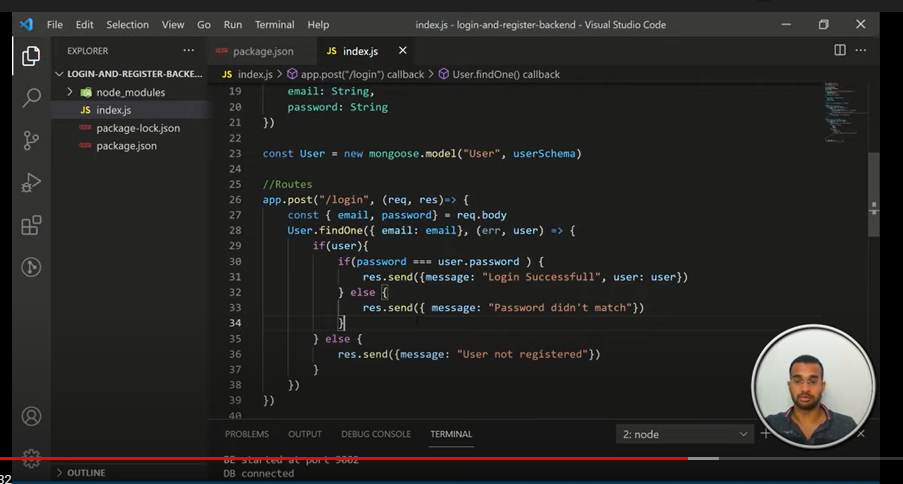 File Edit Selection View Go Run Terminal Help index.js - login-and-register-backend - Visual Studio Code
EXPLORER
LOGIN-AND-REGISTER-BACKE...
node_modules
JS index.js
package-lock.json
package.json
OUTLINE
package.json JS index.js
JS index.js > app.post("/login") callback > User.findOne() callback
19 email: String,
20 password: String
21 })
22
23 const User = new mongoose.model("User", userSchema)
24
25 //Routes
26 app.post("/login", (req, res)=> {
27 const { email, password} = req.body
28 User.findOne({ email: email}, (err, user) => {
29 if(user){
30 if(password === user.password ) {
31 res.send({message: "Login Successfull", user: user})
32 } else {
33 res.send({ message: "Password didn't match"})
34 }
35 } else {
36 res.send({message: "User not registered"})
37 }
38 })
39 })
40
PROBLEMS OUTPUT DEBUG CONSOLE TERMINAL 2: node
BE started at port 9002
DB connected